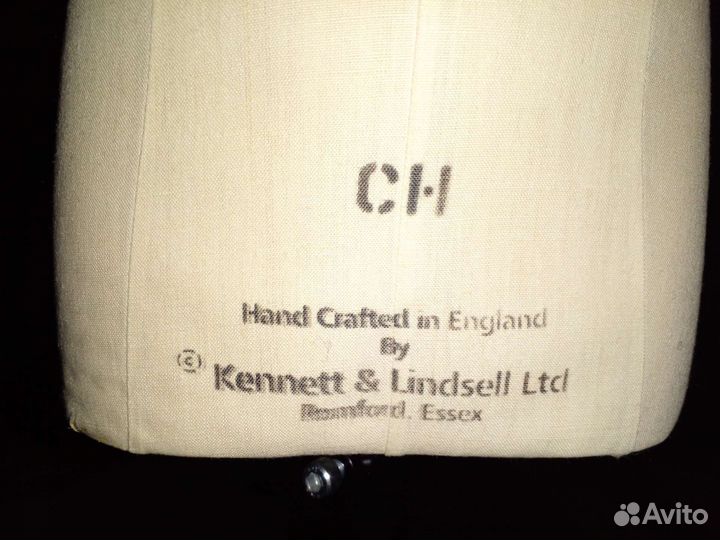 CH
Hand Crafted in England
By
© Kennett & Lindsell Ltd
Romford, Essex
Avito